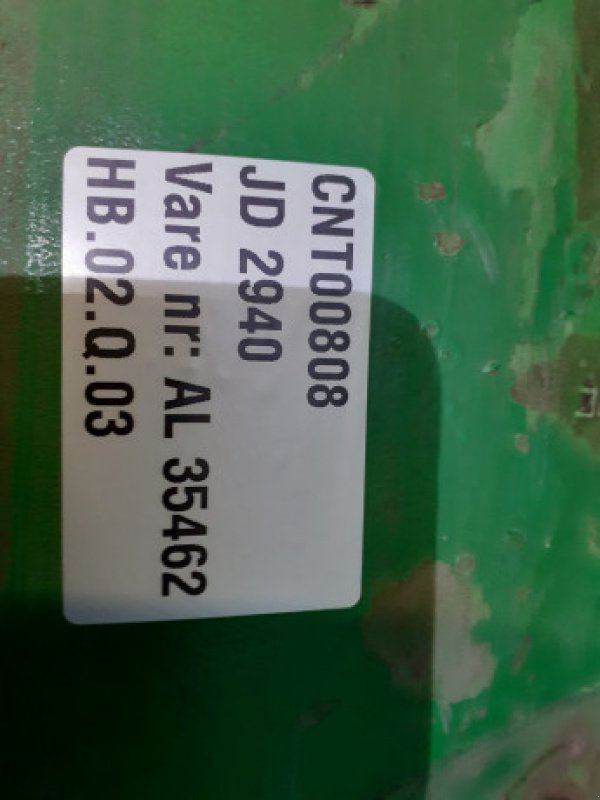 CNT00808
JD 2940
Vare nr: AL 35462
HB.02.Q.03